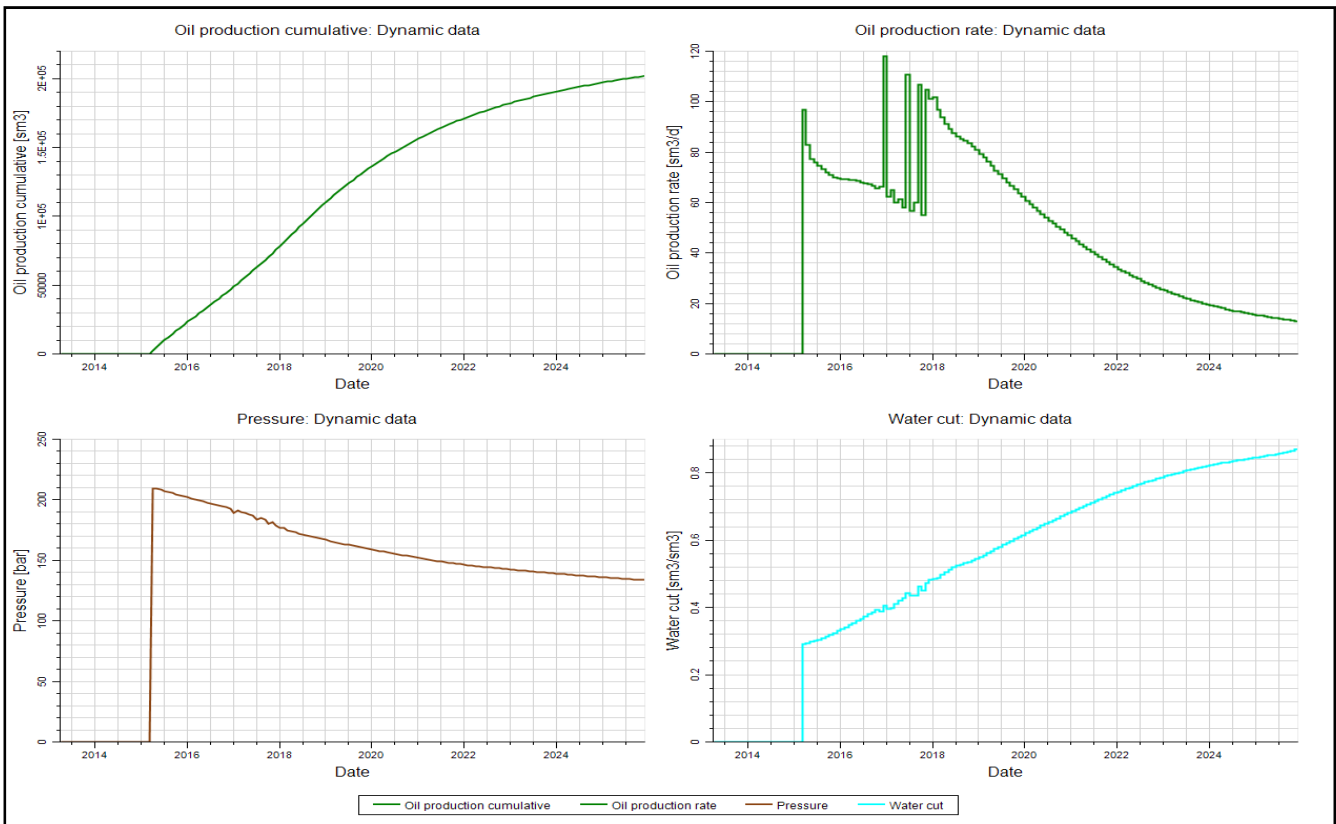 Oil production cumulative: Dynamic data
Oil production cumulative [sm3]
2E+05
1.5E+05
1E+05
50000
0
2014 2016 2018 2020 2022 2024
Date
Oil production rate: Dynamic data
Oil production rate [sm3/d]
120
100
80
60
40
20
0
2014 2016 2018 2020 2022 2024
Date
Pressure: Dynamic data
Pressure [bar]
250
200
150
100
50
0
2014 2016 2018 2020 2022 2024
Date
Water cut: Dynamic data
Water cut [sm3/sm3]
0.8
0.6
0.4
0.2
0
2014 2016 2018 2020 2022 2024
Date
Oil production cumulative Oil production rate Pressure Water cut